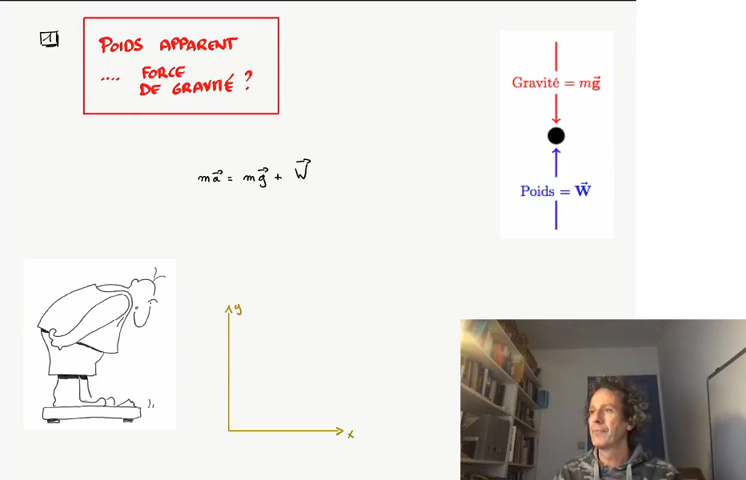 1
POIDS APPARENT
.... FORCE
DE GRAVITÉ ?
Gravité = mg⃗
Poids = W⃗
ma⃗ = mg⃗ + W⃗
y
x